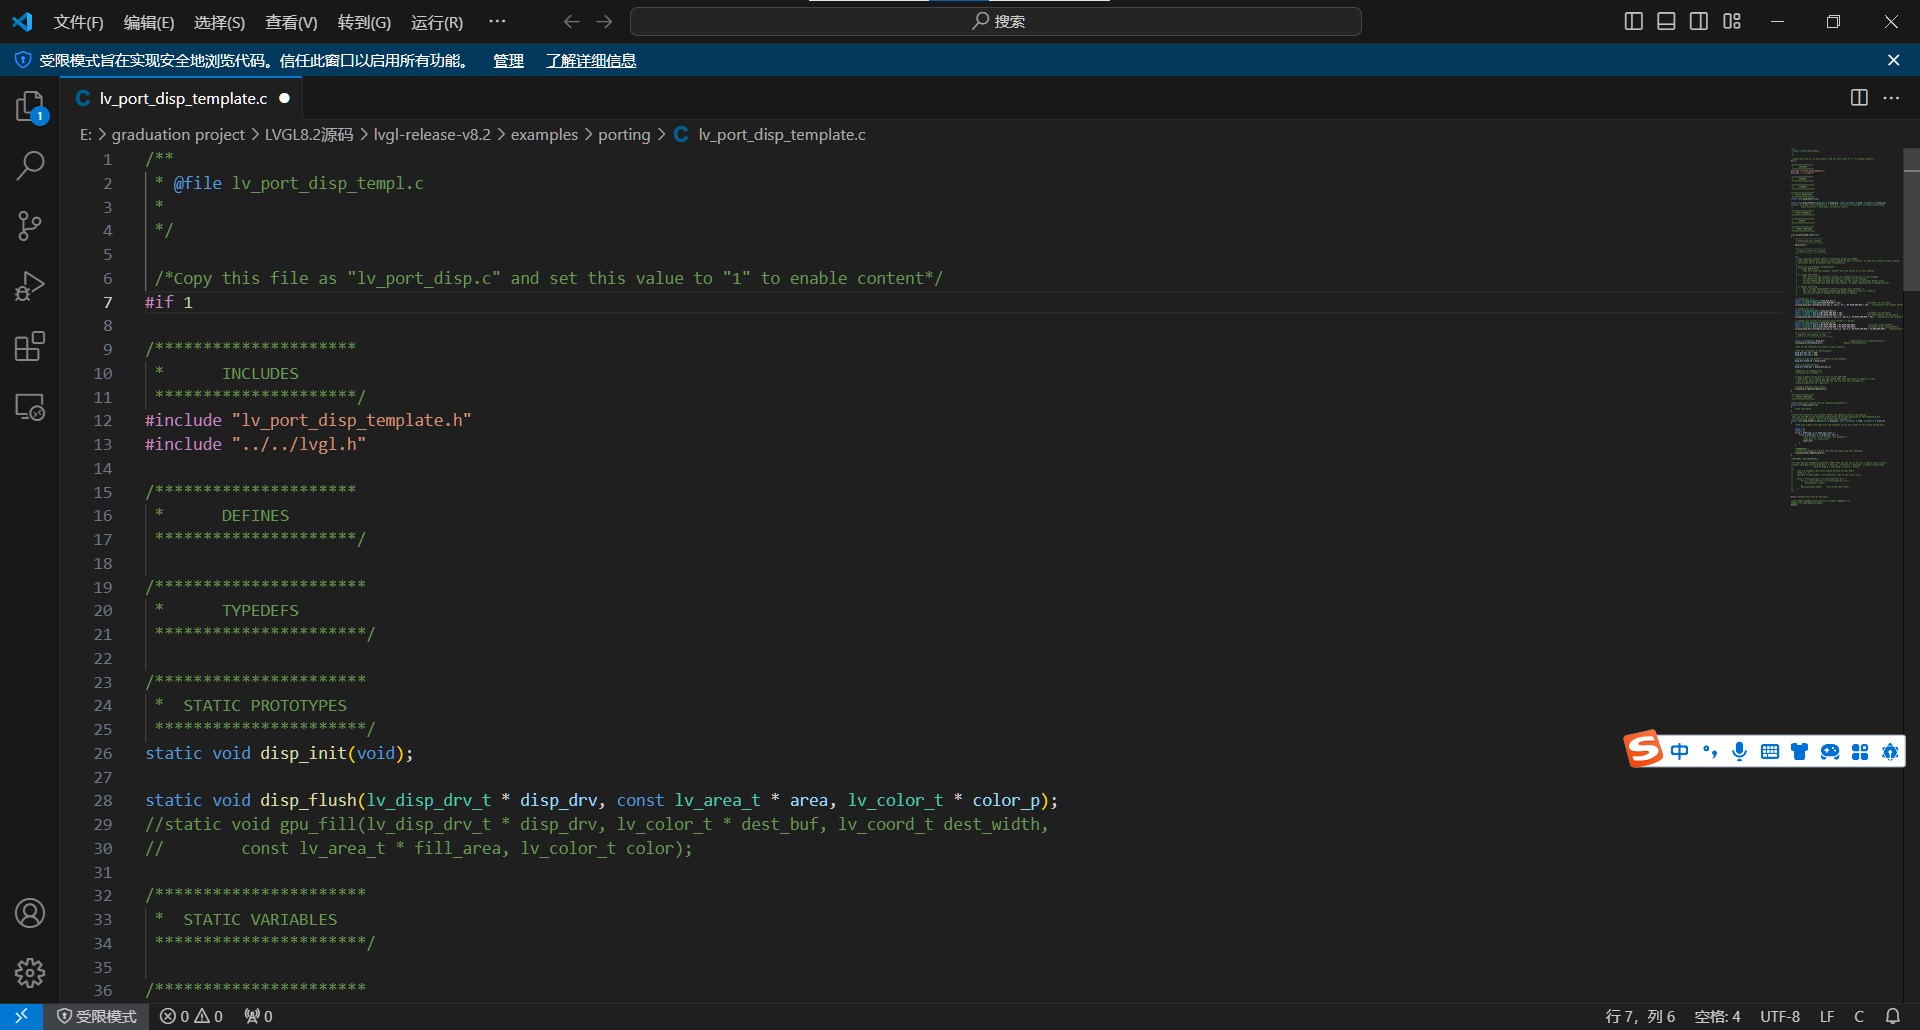 文件(F) 编辑(E) 选择(S) 查看(V) 转到(G) 运行(R) ··· 搜索
受限模式旨在实现安全地浏览代码。信任此窗口以启用所有功能。 管理 了解详细信息
1
lv_port_disp_template.c
E: > graduation project > LVGL8.2源码 > lvgl-release-v8.2 > examples > porting > C lv_port_disp_template.c
1 /**
2 * @file lv_port_disp_templ.c
3 *
4 */
5
6 /*Copy this file as "lv_port_disp.c" and set this value to "1" to enable content*/
7 #if 1
8
9 /*********************
10 *      INCLUDES
11 *********************/
12 #include "lv_port_disp_template.h"
13 #include "../../lvgl.h"
14
15 /*********************
16 *      DEFINES
17 *********************/
18
19 /**********************
20 *      TYPEDEFS
21 **********************/
22
23 /**********************
24 *  STATIC PROTOTYPES
25 **********************/
26 static void disp_init(void);
27
28 static void disp_flush(lv_disp_drv_t * disp_drv, const lv_area_t * area, lv_color_t * color_p);
29 //static void gpu_fill(lv_disp_drv_t * disp_drv, lv_color_t * dest_buf, lv_coord_t dest_width,
30 //        const lv_area_t * fill_area, lv_color_t color);
31
32 /**********************
33 *  STATIC VARIABLES
34 **********************/
35
36 /**********************
S 中 °,
受限模式 0 0 0 行 7，列 6 空格: 4 UTF-8 LF C